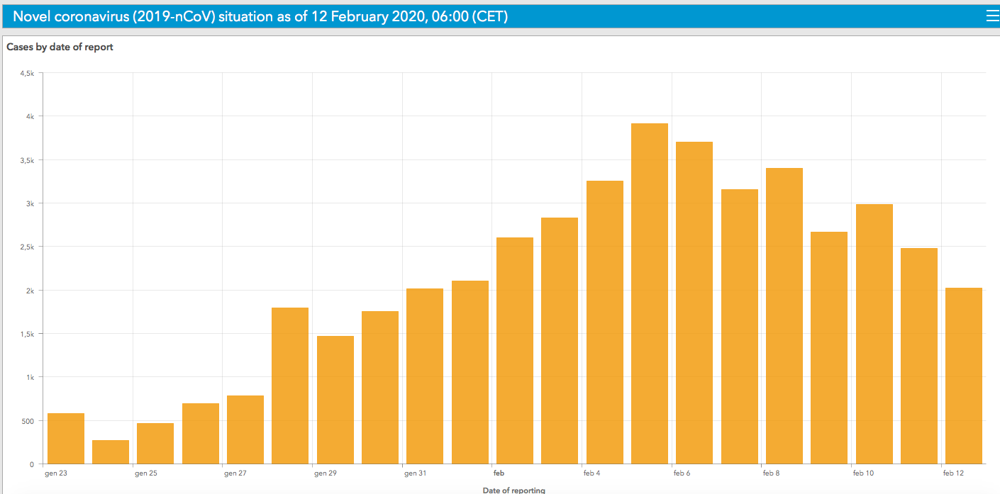 Novel coronavirus (2019-nCoV) situation as of 12 February 2020, 06:00 (CET)
Cases by date of report
4,5k
4k
3,5k
3k
2,5k
2k
1,5k
1k
500
0
gen 23 gen 25 gen 27 gen 29 gen 31 feb feb 4 feb 6 feb 8 feb 10 feb 12
Date of reporting